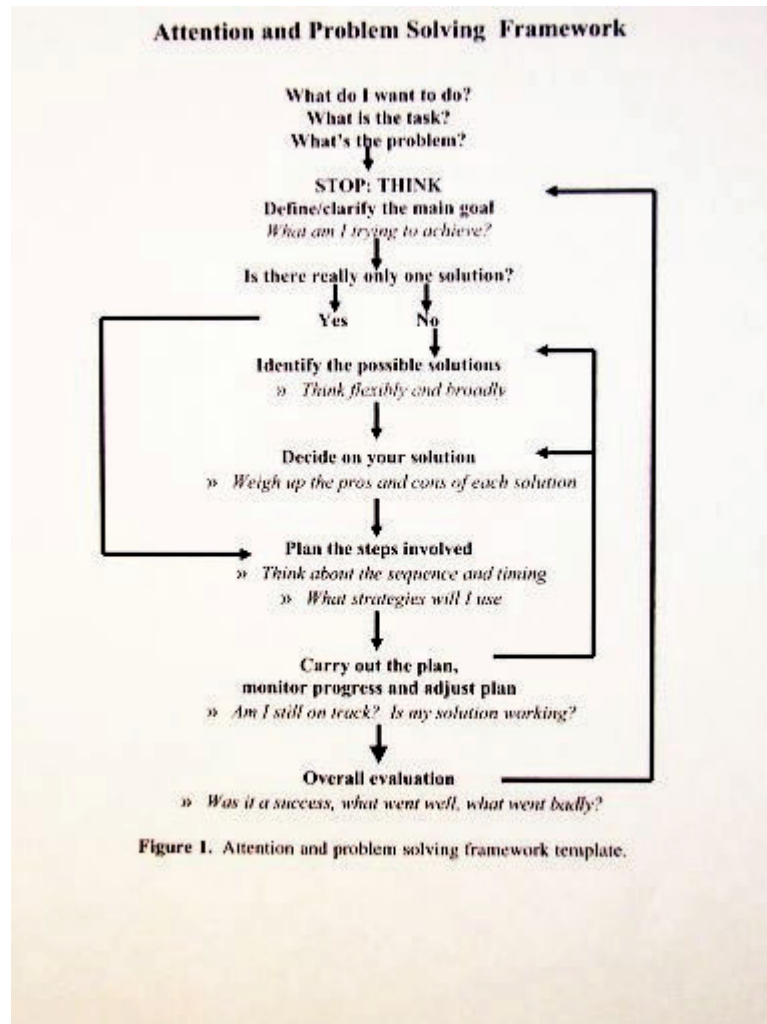 Attention and Problem Solving Framework
What do I want to do?
What is the task?
What's the problem?
STOP: THINK
Define/clarify the main goal
What am I trying to achieve?
Is there really only one solution?
Yes No
Identify the possible solutions
» Think flexibly and broadly
Decide on your solution
» Weigh up the pros and cons of each solution
Plan the steps involved
» Think about the sequence and timing
» What strategies will I use
Carry out the plan,
monitor progress and adjust plan
» Am I still on track? Is my solution working?
Overall evaluation
» Was it a success, what went well, what went badly?
Figure 1. Attention and problem solving framework template.